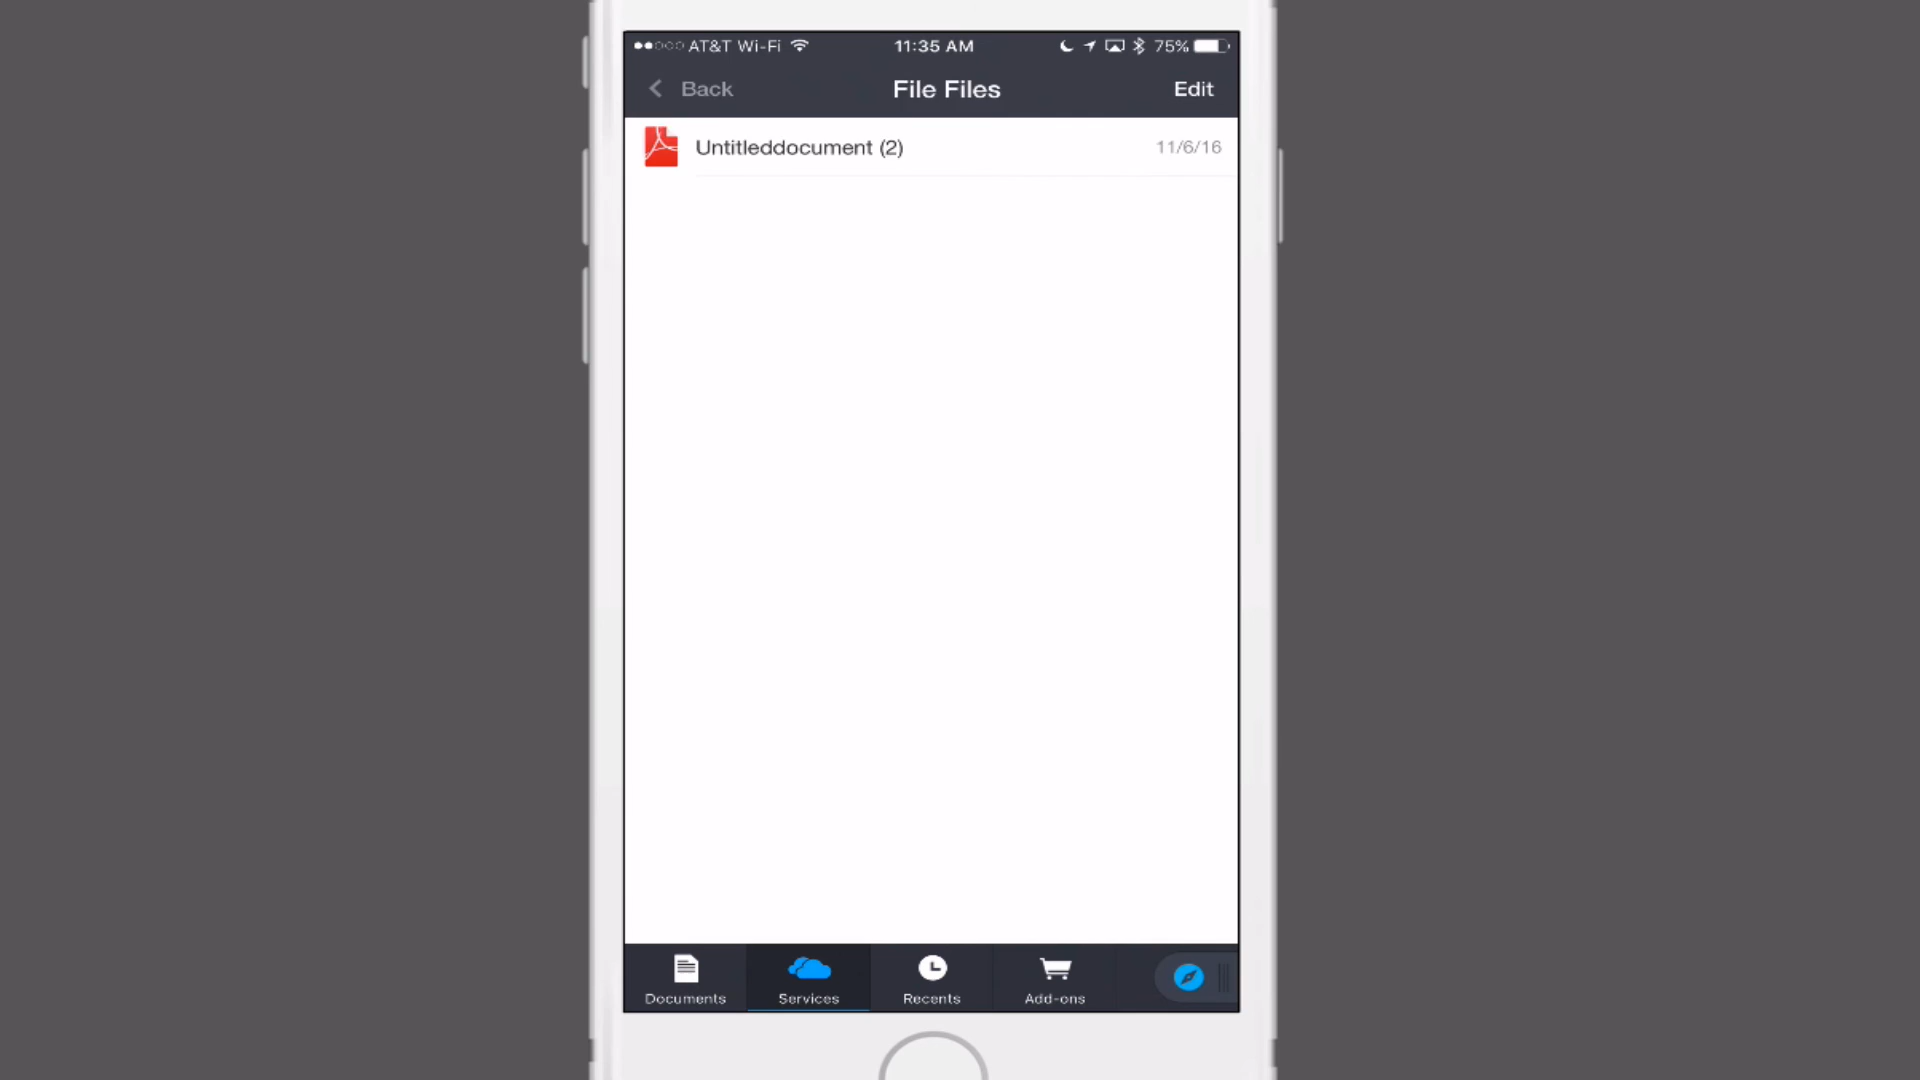 AT&T Wi-Fi 11:35 AM 75%
Back File Files Edit
Untitleddocument (2) 11/6/16
Documents Services Recents Add-ons